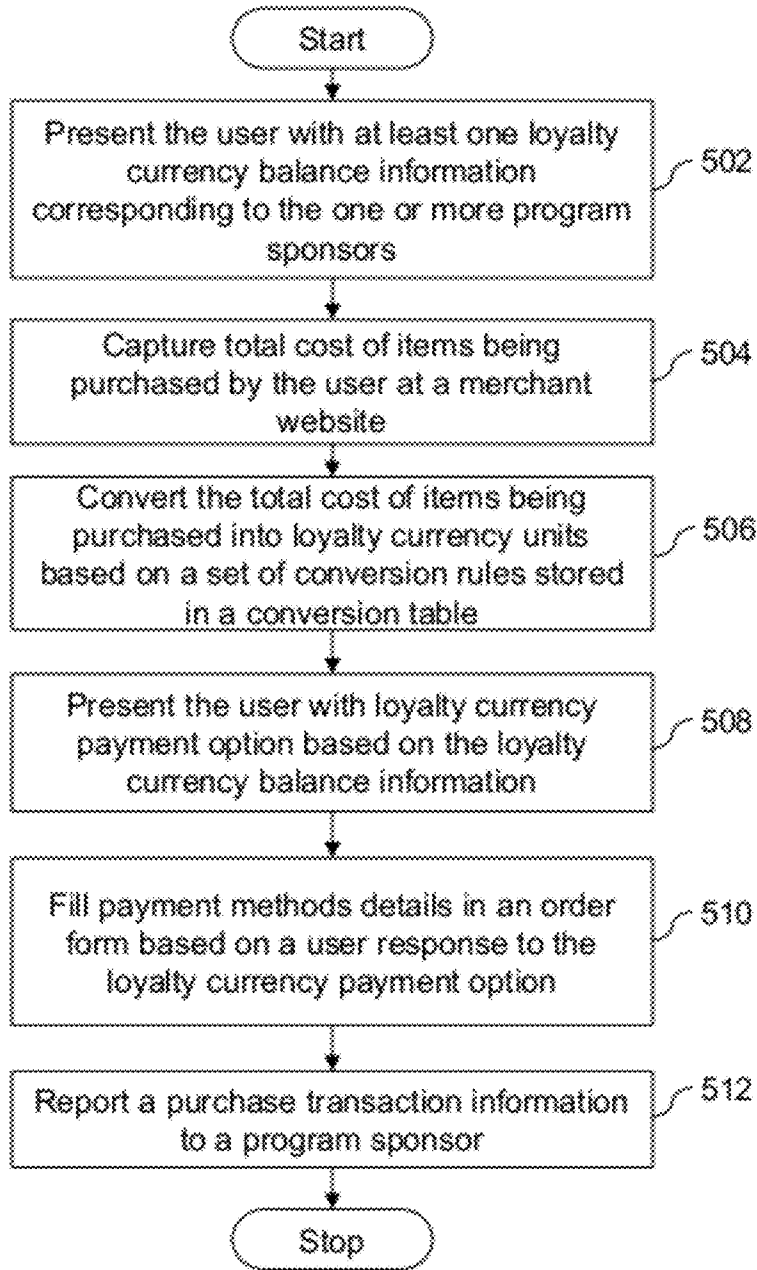 Start
Present the user with at least one loyalty
currency balance information
corresponding to the one or more program
sponsors
502
Capture total cost of items being
purchased by the user at a merchant
website
504
Convert the total cost of items being
purchased into loyalty currency units
based on a set of conversion rules stored
in a conversion table
506
Present the user with loyalty currency
payment option based on the loyalty
currency balance information
508
Fill payment methods details in an order
form based on a user response to the
loyalty currency payment option
510
Report a purchase transaction information
to a program sponsor
512
Stop